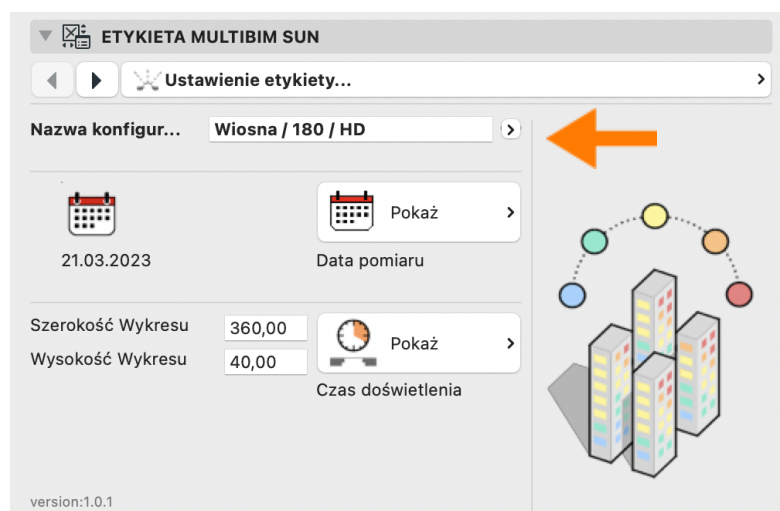 ETYKIETA MULTIBIM SUN
Ustawienie etykiety...
Nazwa konfigur... Wiosna / 180 / HD
Pokaż
21.03.2023 Data pomiaru
Szerokość Wykresu 360,00
Pokaż
Wysokość Wykresu 40,00
Czas doświetlenia
version:1.0.1